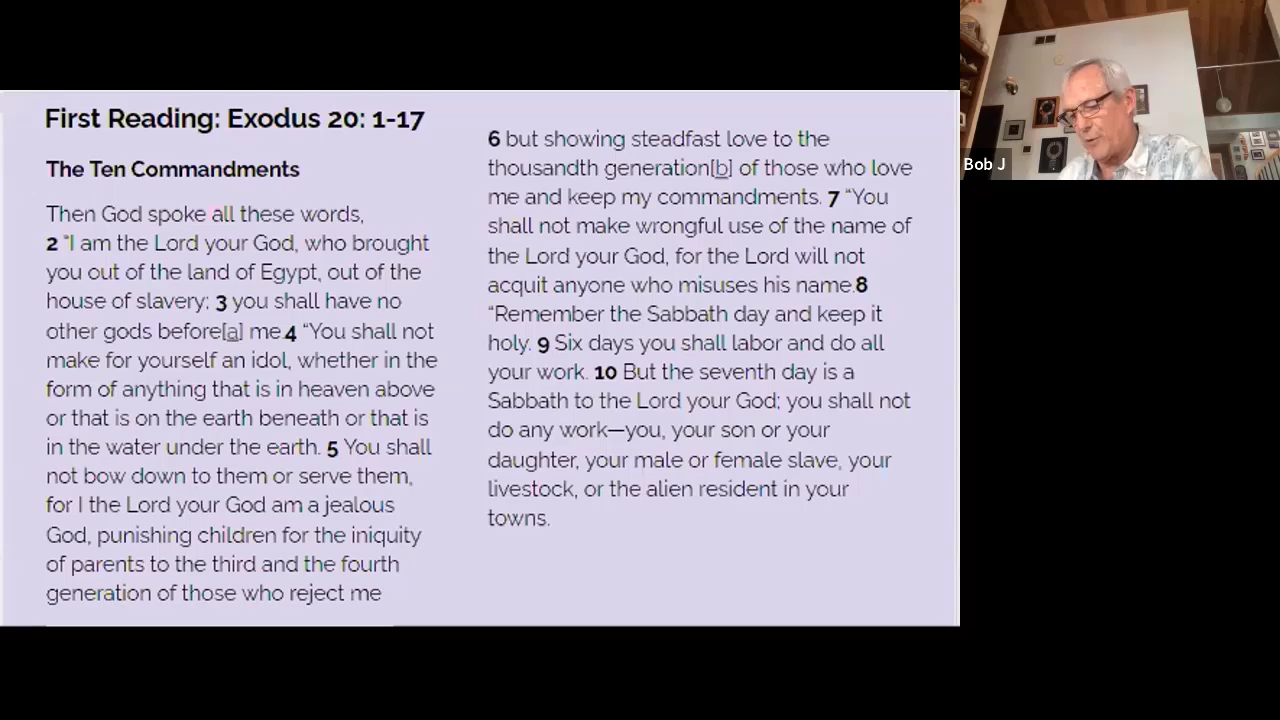 First Reading: Exodus 20: 1-17
The Ten Commandments
Then God spoke all these words,
2 "I am the Lord your God, who brought
you out of the land of Egypt, out of the
house of slavery; 3 you shall have no
other gods before[a] me.4 “You shall not
make for yourself an idol, whether in the
form of anything that is in heaven above
or that is on the earth beneath or that is
in the water under the earth. 5 You shall
not bow down to them or serve them,
for I the Lord your God am a jealous
God, punishing children for the iniquity
of parents to the third and the fourth
generation of those who reject me
6 but showing steadfast love to the
thousandth generation[b] of those who love
me and keep my commandments. 7 “You
shall not make wrongful use of the name of
the Lord your God, for the Lord will not
acquit anyone who misuses his name.8
“Remember the Sabbath day and keep it
holy. 9 Six days you shall labor and do all
your work. 10 But the seventh day is a
Sabbath to the Lord your God; you shall not
do any work—you, your son or your
daughter, your male or female slave, your
livestock, or the alien resident in your
towns.
Bob J